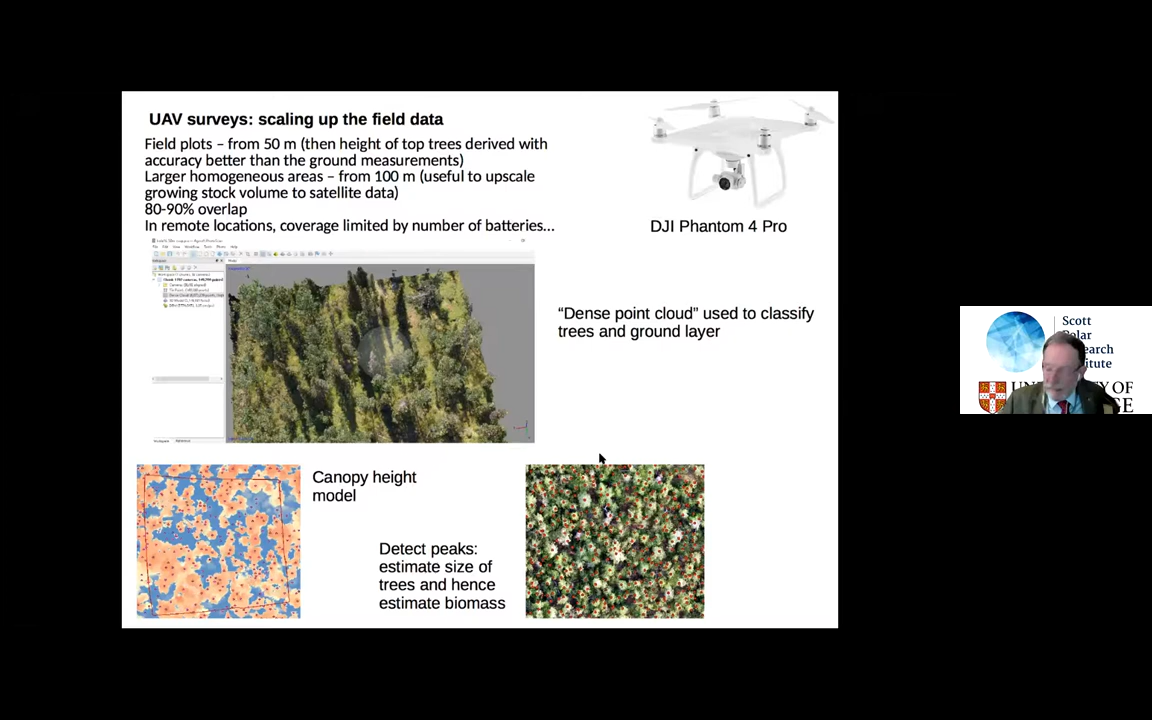 UAV surveys: scaling up the field data
Field plots – from 50 m (then height of top trees derived with
accuracy better than the ground measurements)
Larger homogeneous areas – from 100 m (useful to upscale
growing stock volume to satellite data)
80-90% overlap
In remote locations, coverage limited by number of batteries...
DJI Phantom 4 Pro
“Dense point cloud” used to classify
trees and ground layer
Canopy height
model
Detect peaks:
estimate size of
trees and hence
estimate biomass
Scott